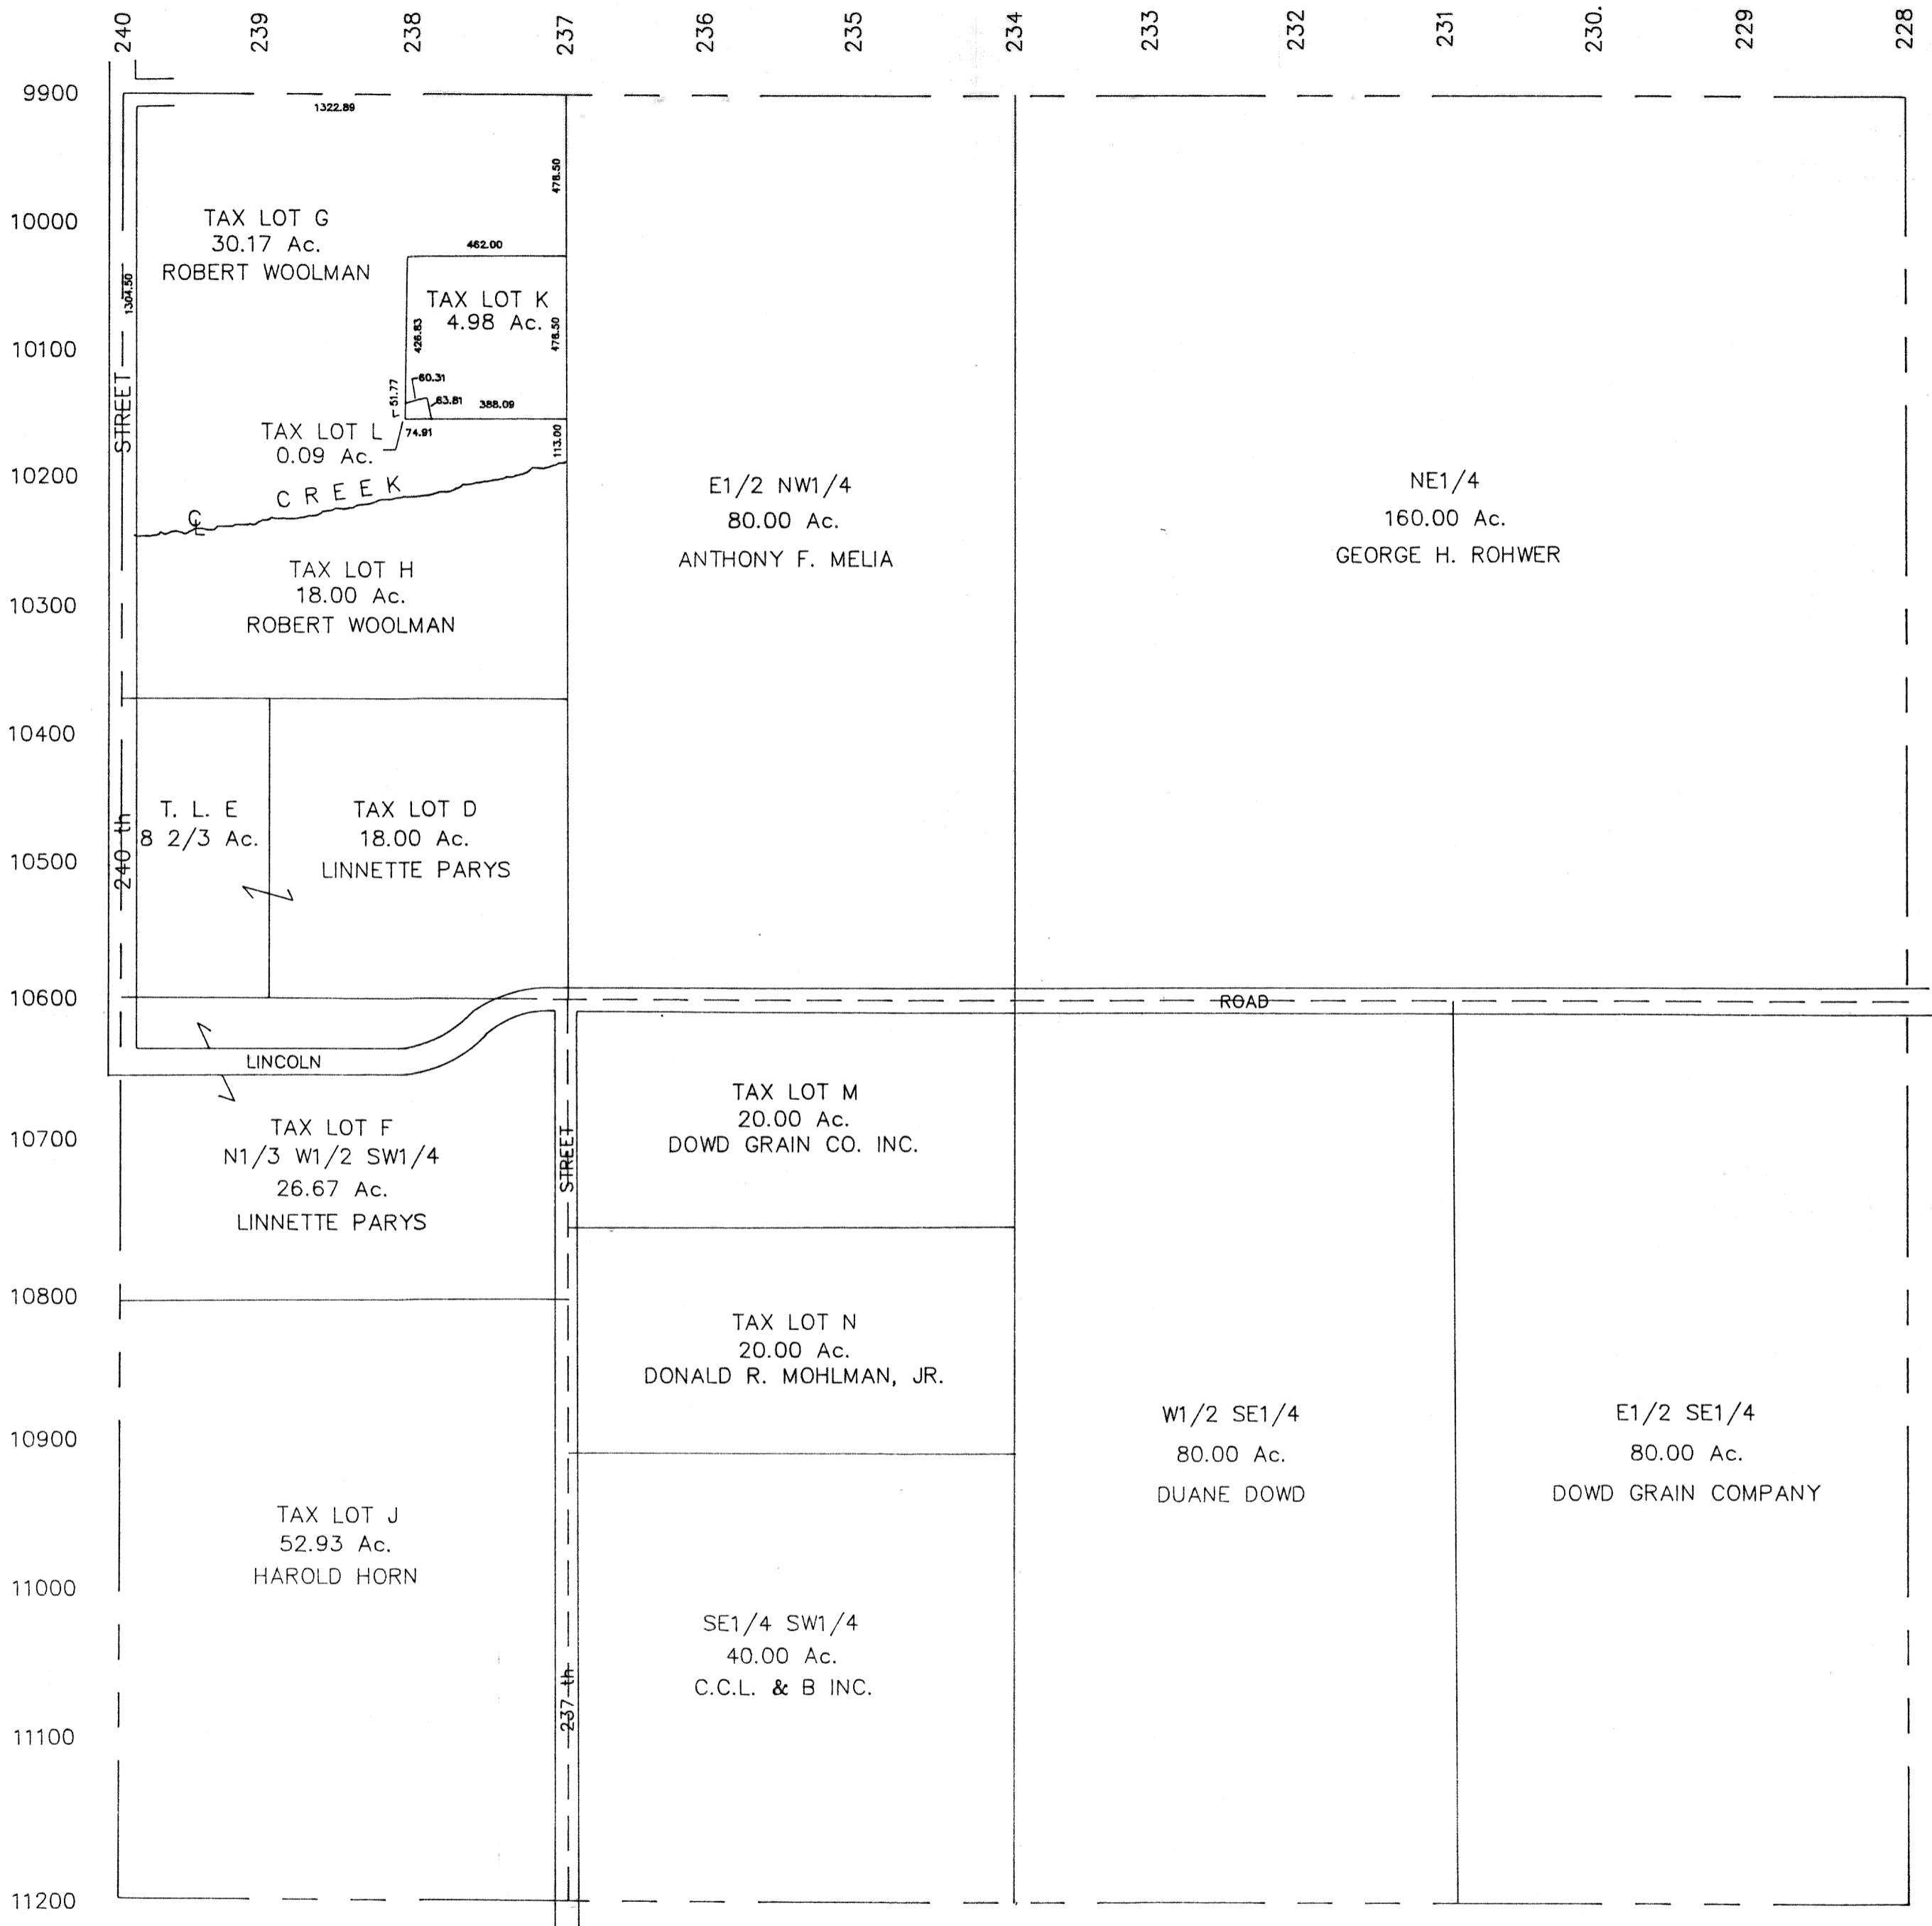 240
239
238
237
236
235
234
233
232
231
230.
229
228
9900
10000
10100
10200
10300
10400
10500
10600
10700
10800
10900
11000
11100
11200
1322.89
478.50
TAX LOT G
30.17 Ac.
ROBERT WOOLMAN
1304.50
462.00
TAX LOT K
4.98 Ac.
426.83
478.50
60.31
51.77
63.81
388.09
74.91
113.00
TAX LOT L
0.09 Ac.
CREEK
CL
STREET
240 th
TAX LOT H
18.00 Ac.
ROBERT WOOLMAN
E1/2 NW1/4
80.00 Ac.
ANTHONY F. MELIA
NE1/4
160.00 Ac.
GEORGE H. ROHWER
T. L. E
8 2/3 Ac.
TAX LOT D
18.00 Ac.
LINNETTE PARYS
LINCOLN
ROAD
TAX LOT F
N1/3 W1/2 SW1/4
26.67 Ac.
LINNETTE PARYS
STREET
237 th
TAX LOT M
20.00 Ac.
DOWD GRAIN CO. INC.
TAX LOT N
20.00 Ac.
DONALD R. MOHLMAN, JR.
TAX LOT J
52.93 Ac.
HAROLD HORN
SE1/4 SW1/4
40.00 Ac.
C.C.L. & B INC.
W1/2 SE1/4
80.00 Ac.
DUANE DOWD
E1/2 SE1/4
80.00 Ac.
DOWD GRAIN COMPANY